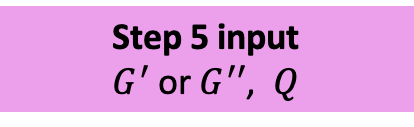 Step 5 input
G′ or G″, Q